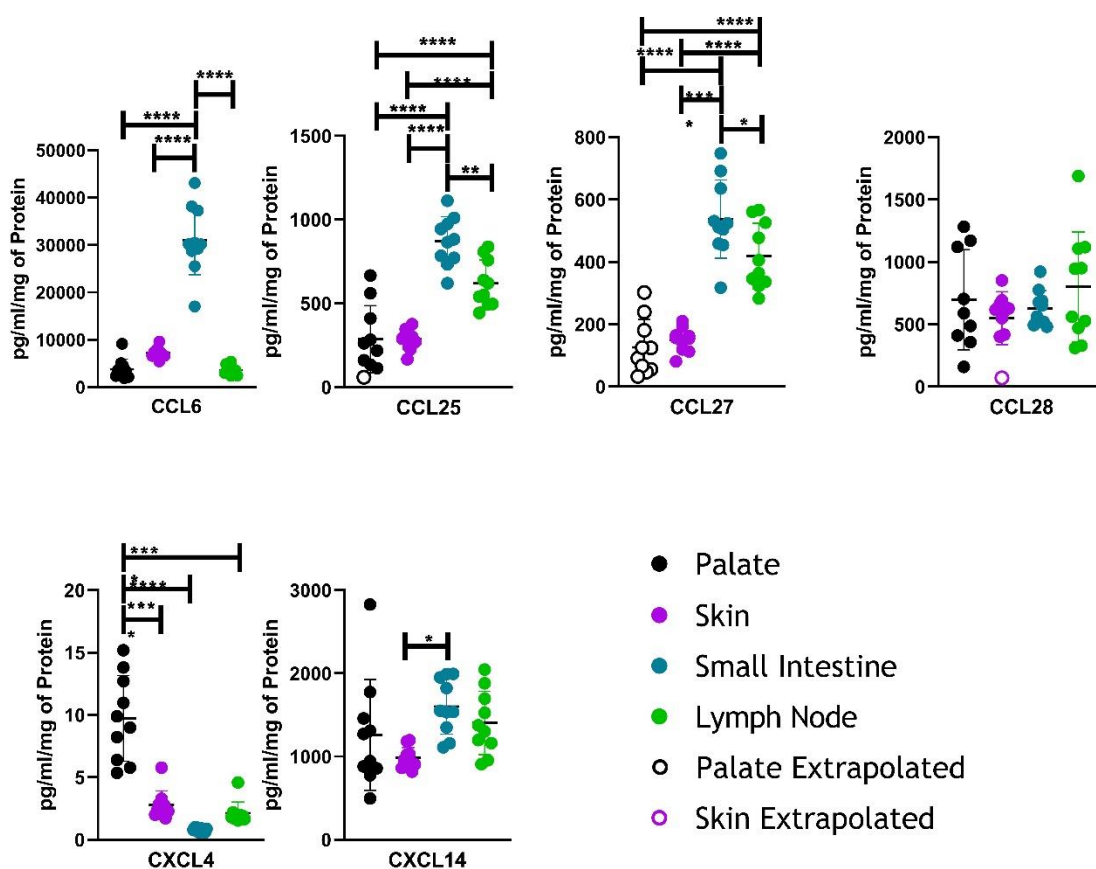 ****
****
****
pg/ml/mg of Protein
50000
40000
30000
20000
10000
0
CCL6
****
****
****
****
**
pg/ml/mg of Protein
1500
1000
500
0
CCL25
****
****
****
***
*
*
pg/ml/mg of Protein
800
600
400
200
0
CCL27
pg/ml/mg of Protein
2000
1500
1000
500
0
CCL28
***
*
****
***
*
pg/ml/mg of Protein
20
15
10
5
0
CXCL4
*
pg/ml/mg of Protein
3000
2000
1000
0
CXCL14
Palate
Skin
Small Intestine
Lymph Node
Palate Extrapolated
Skin Extrapolated